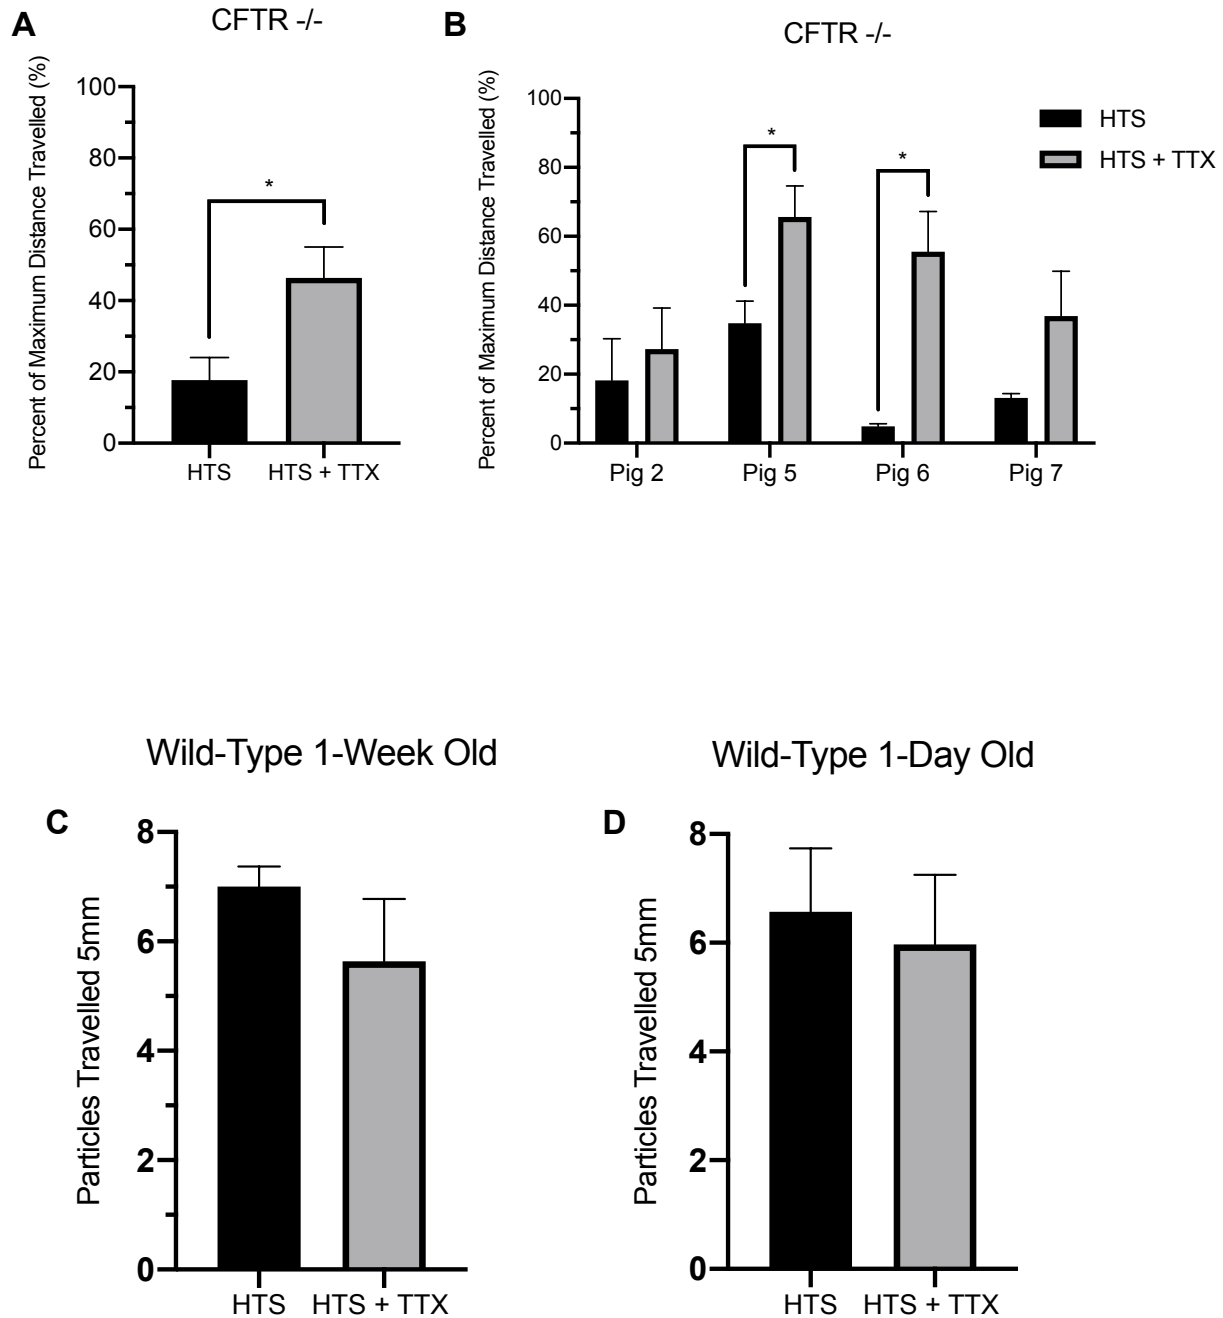 A
CFTR -/-
Percent of Maximum Distance Travelled (%)
100
80
60
40
20
0
*
HTS
HTS + TTX
B
CFTR -/-
Percent of Maximum Distance Travelled (%)
100
80
60
40
20
0
*
*
Pig 2
Pig 5
Pig 6
Pig 7
HTS
HTS + TTX
Wild-Type 1-Week Old
C
Particles Travelled 5mm
8
6
4
2
0
HTS
HTS + TTX
Wild-Type 1-Day Old
D
Particles Travelled 5mm
8
6
4
2
0
HTS
HTS + TTX